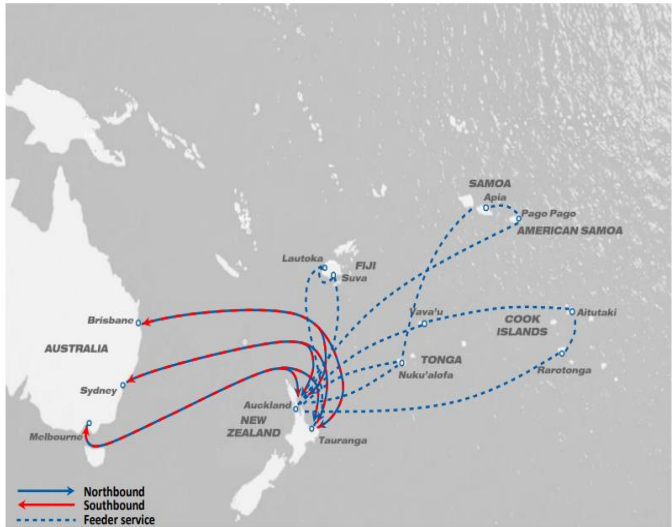 SAMOA
Apia
Pago Pago
AMERICAN SAMOA
Lautoka
FIJI
Suva
Vava'u
Aitutaki
COOK
ISLANDS
Brisbane
AUSTRALIA
TONGA
Nuku'alofa
Rarotonga
Sydney
Auckland
NEW
ZEALAND
Melbourne
Tauranga
Northbound
Southbound
Feeder service